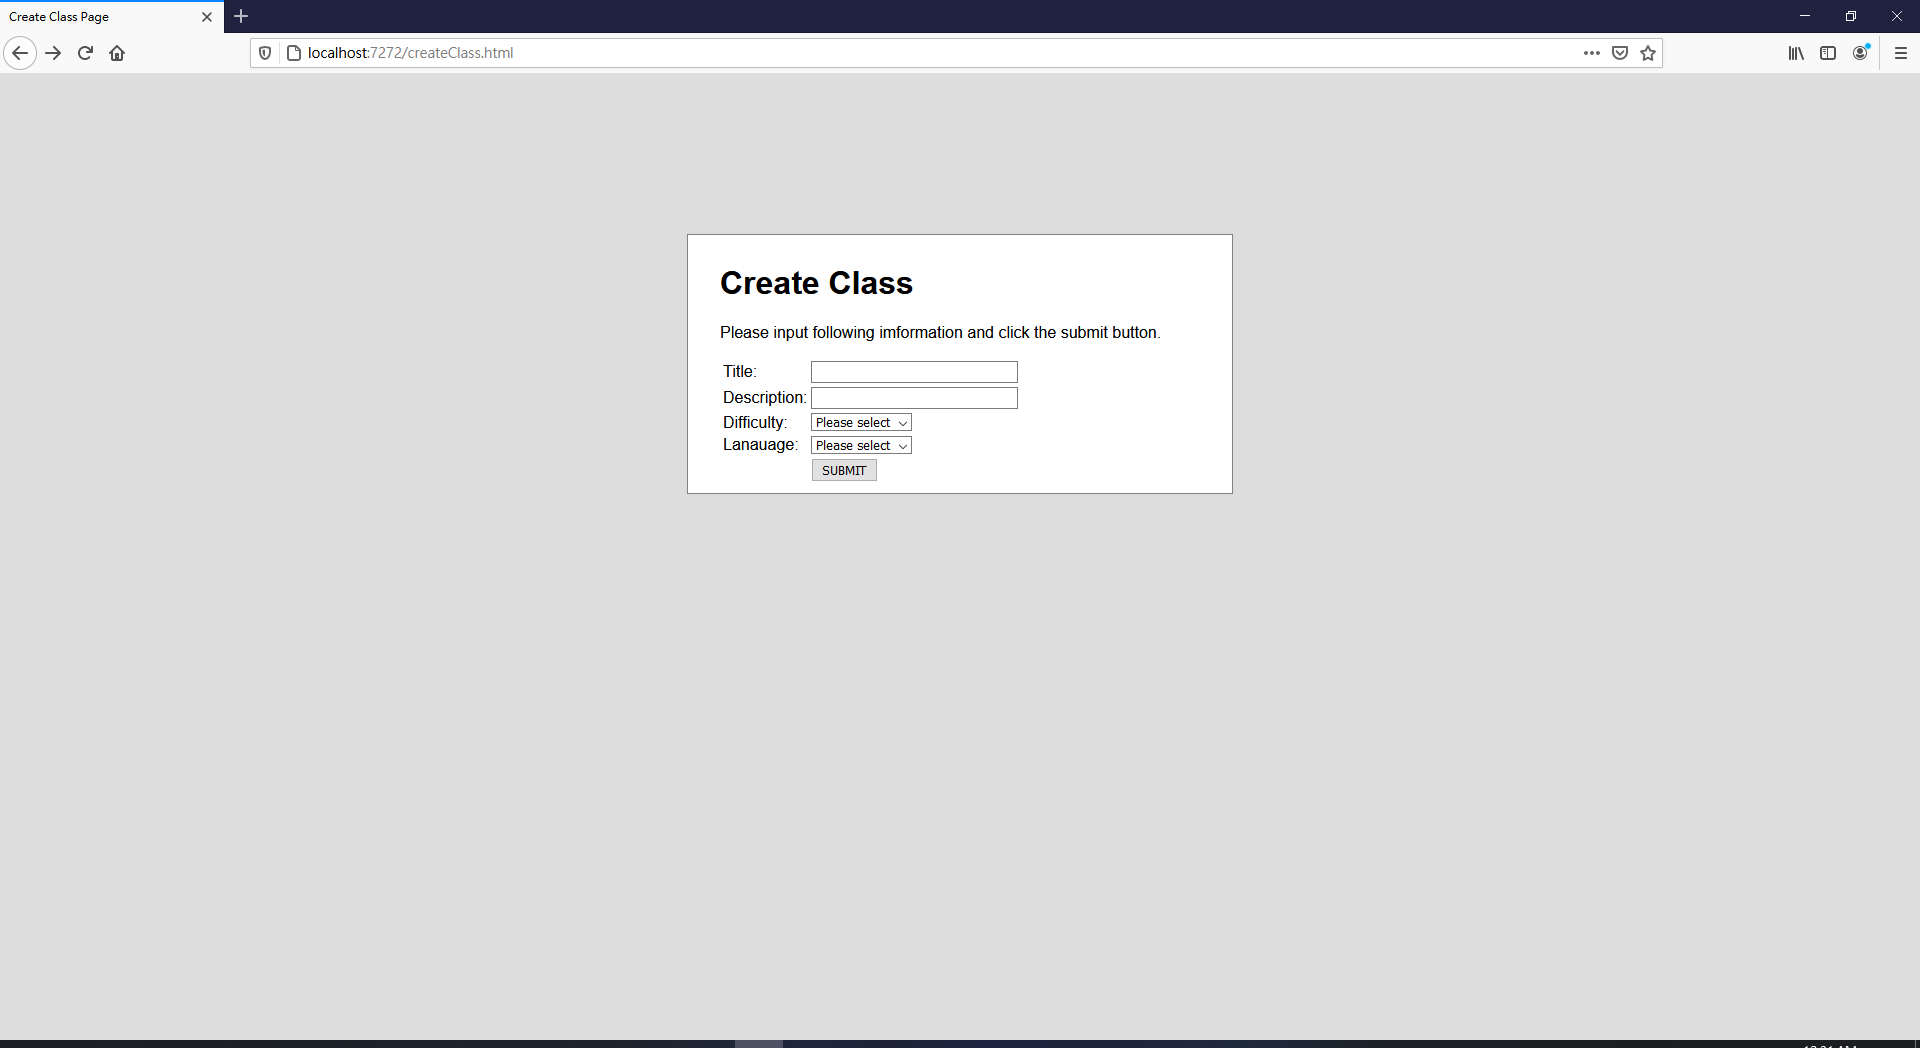 Create Class Page
localhost:7272/createClass.html
Create Class
Please input following imformation and click the submit button.
Title:
Description:
Difficulty: Please select
Lanauage: Please select
SUBMIT